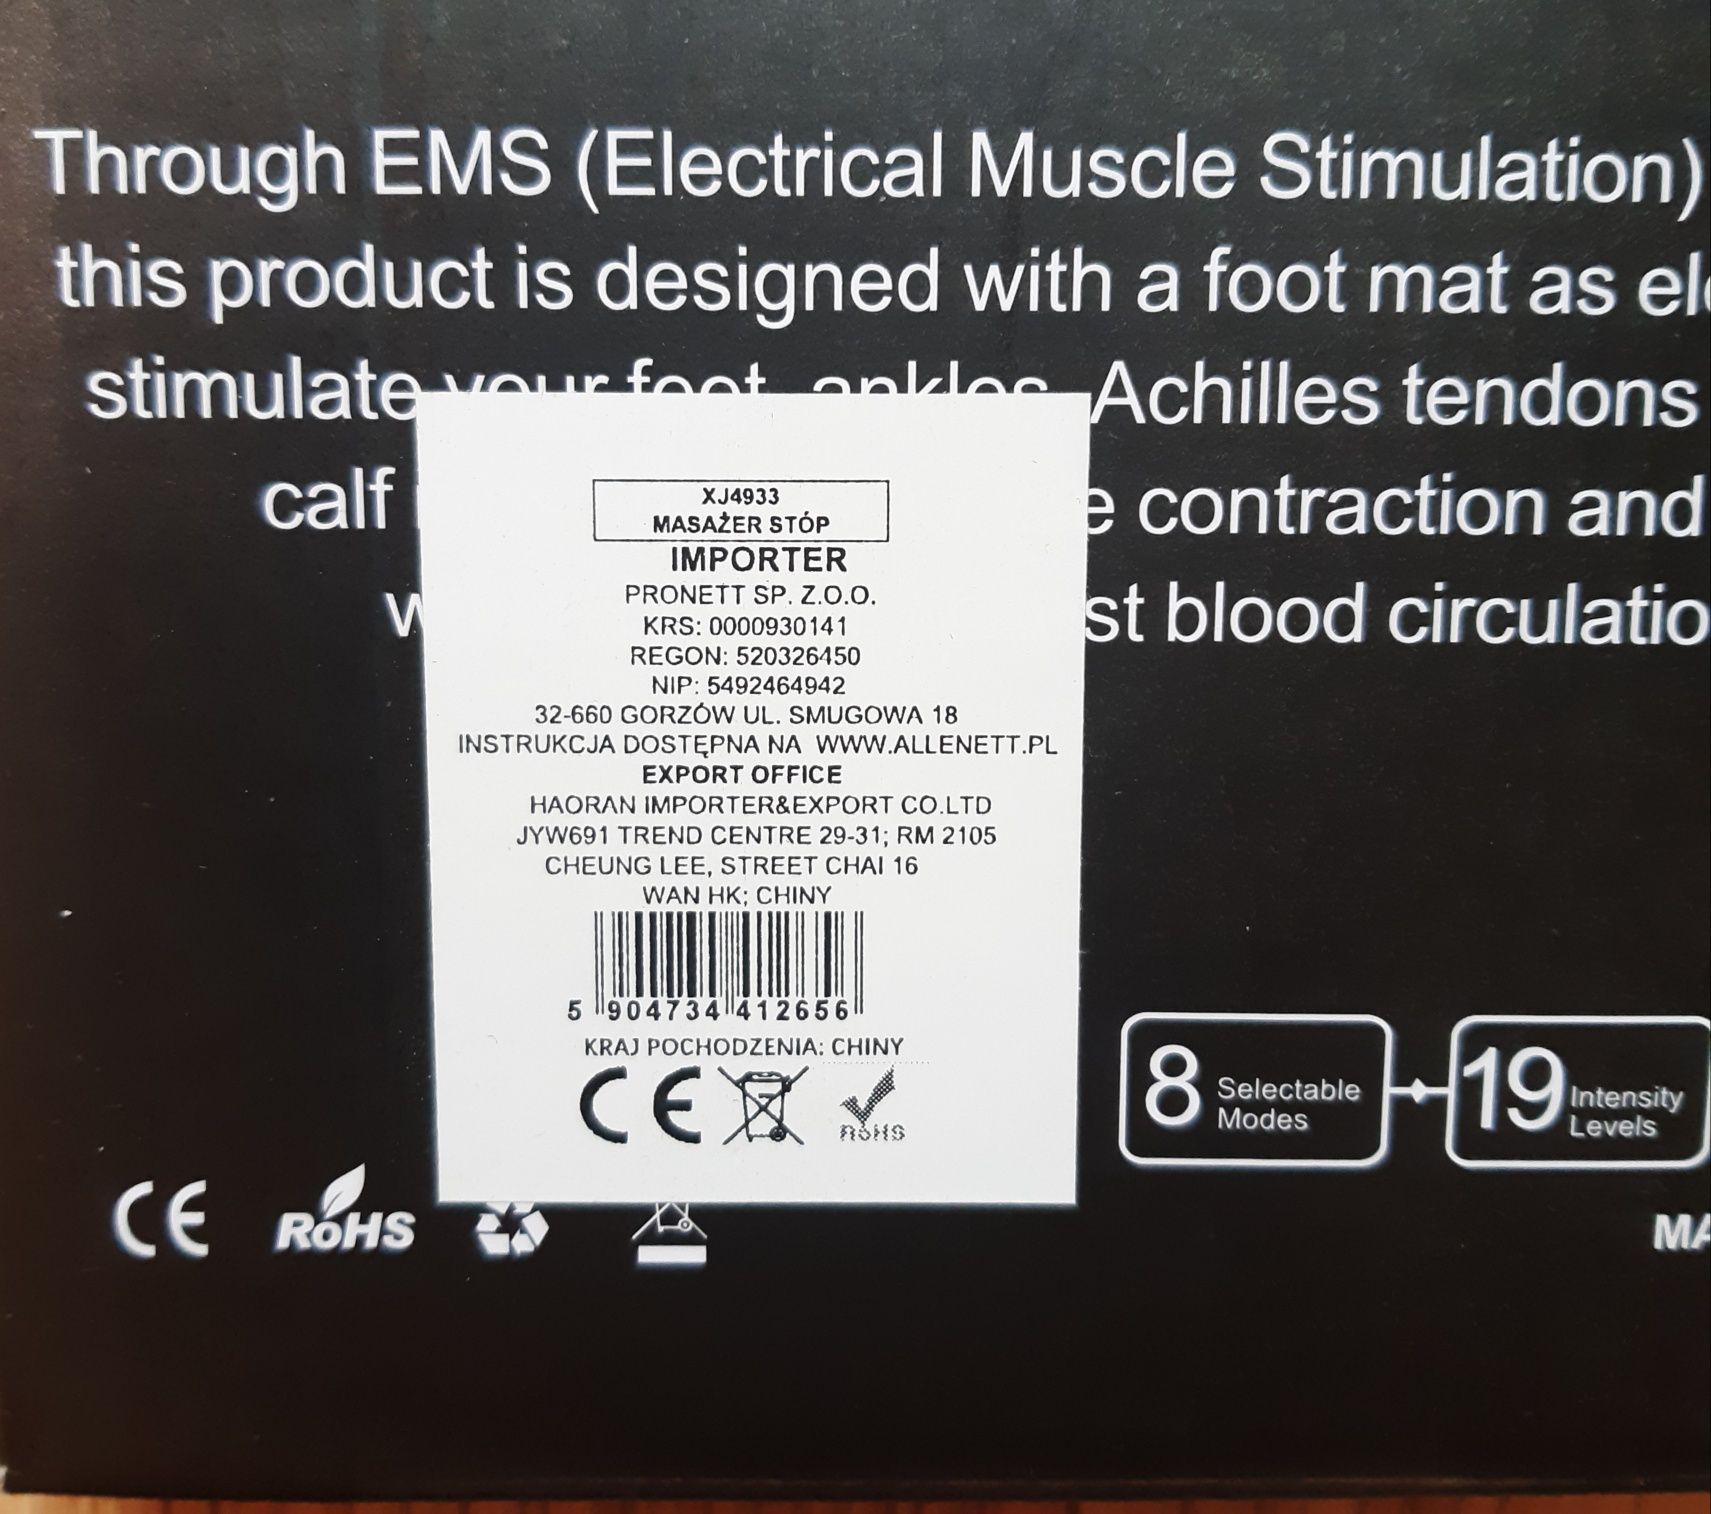 Through EMS (Electrical Muscle Stimulation)
this product is designed with a foot mat as
stimulate your foot, ankles, Achilles tendons
calf contraction and
blood
XJ4933
MASAŻER STÓP
IMPORTER
PRONETT SP. Z.O.O.
KRS: 0000930141
REGON: 520326450
NIP: 5492464942
32-660 GORZÓW UL. SMUGOWA 18
INSTRUKCJA DOSTĘPNA NA WWW.ALLENETT.PL
EXPORT OFFICE
HAORAN IMPORTER&EXPORT CO.LTD
JYW691 TREND CENTRE 29-31; RM 2105
CHEUNG LEE, STREET CHAI 16
WAN HK; CHINY
5 904734 412656
KRAJ POCHODZENIA: CHINY
CE RoHS
8 Selectable Modes
19 Intensity Levels
CE RoHS